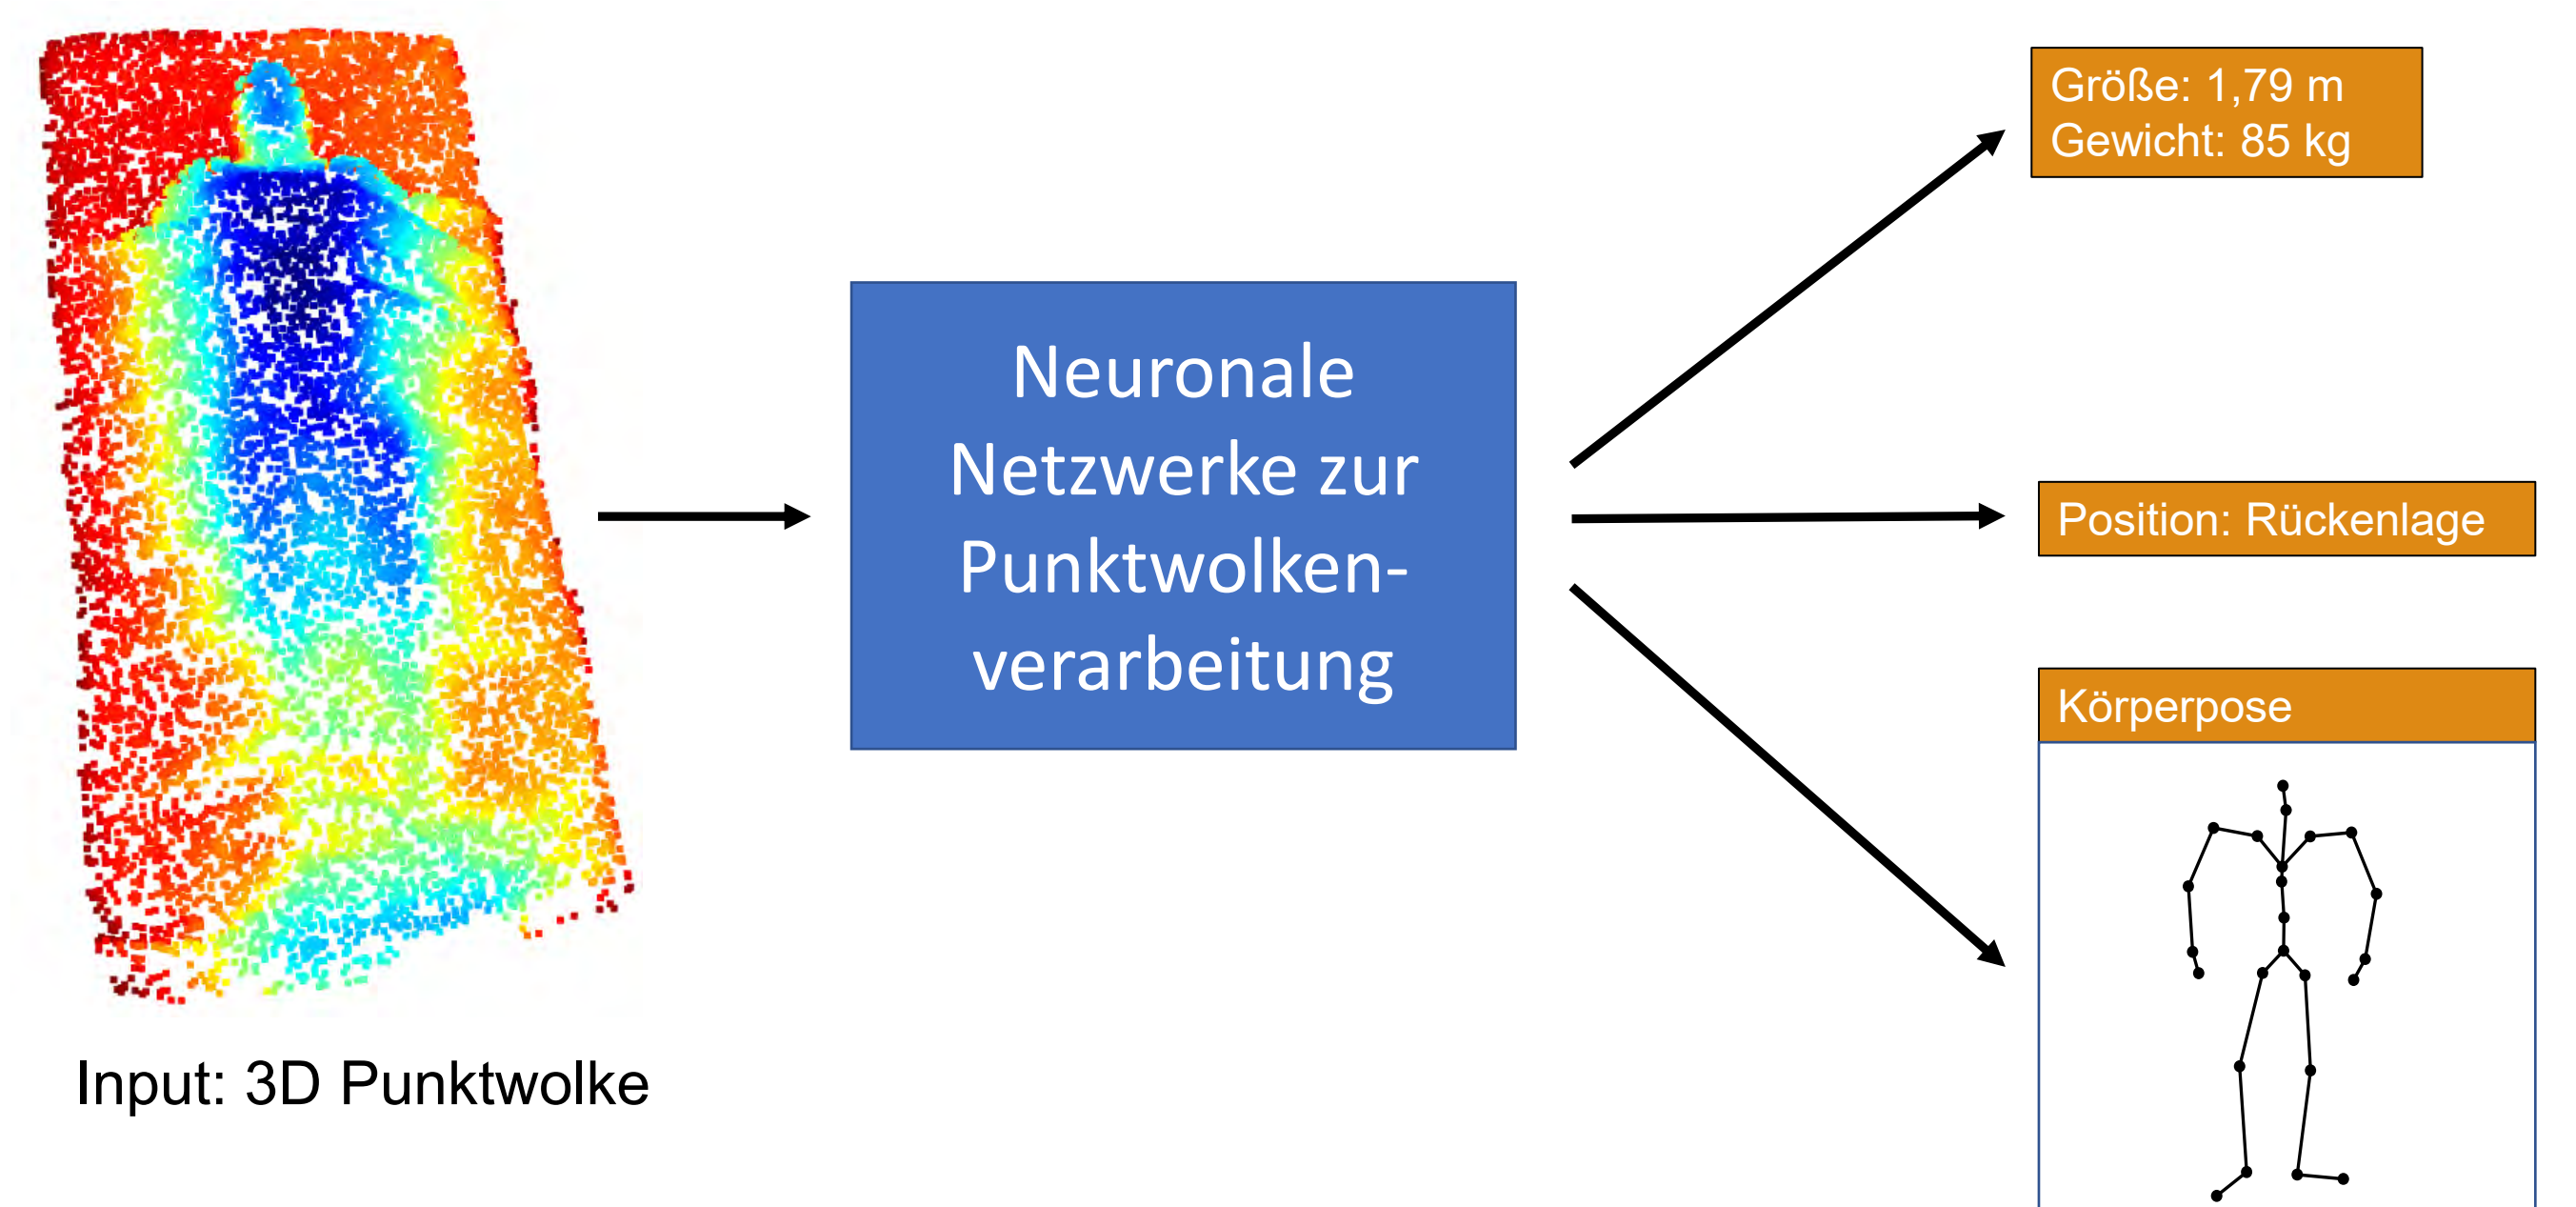 Größe: 1,79 m
Gewicht: 85 kg
Neuronale
Netzwerke zur
Punktwolken-
verarbeitung
Position: Rückenlage
Körperpose
Input: 3D Punktwolke